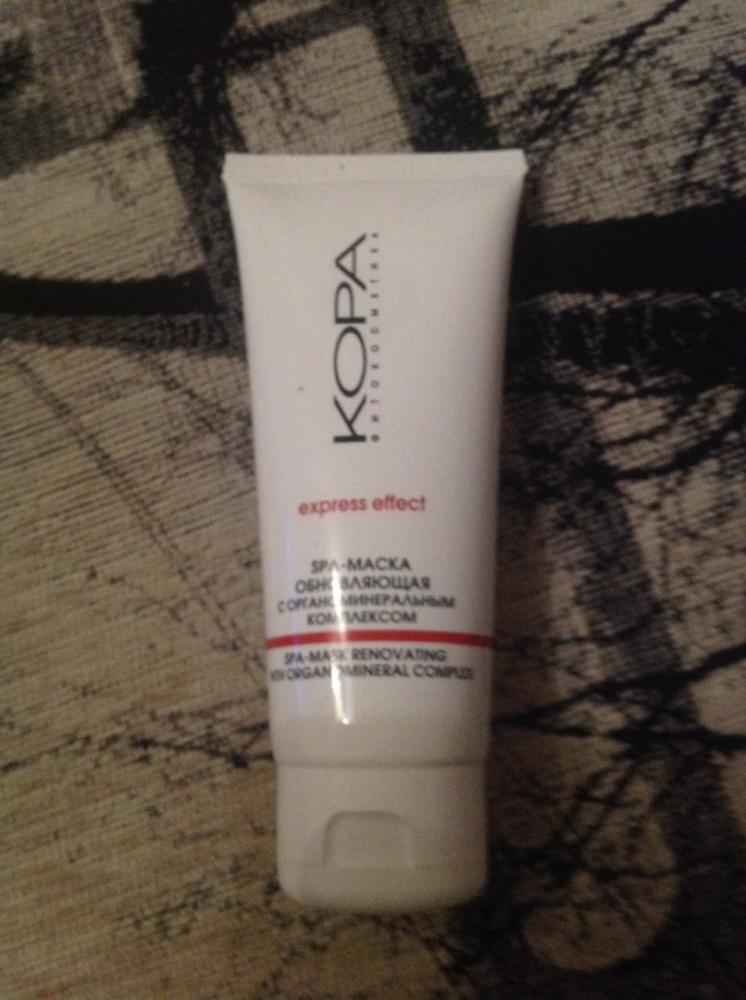 КОРА
ФИТОКОСМЕТИКА
express effect
SPA-МАСКА
ОБНОВЛЯЮЩАЯ
С ОРГАНОМИНЕРАЛЬНЫМ
КОМПЛЕКСОМ
SPA-MASK RENOVATING
WITH ORGANOMINERAL COMPLEX